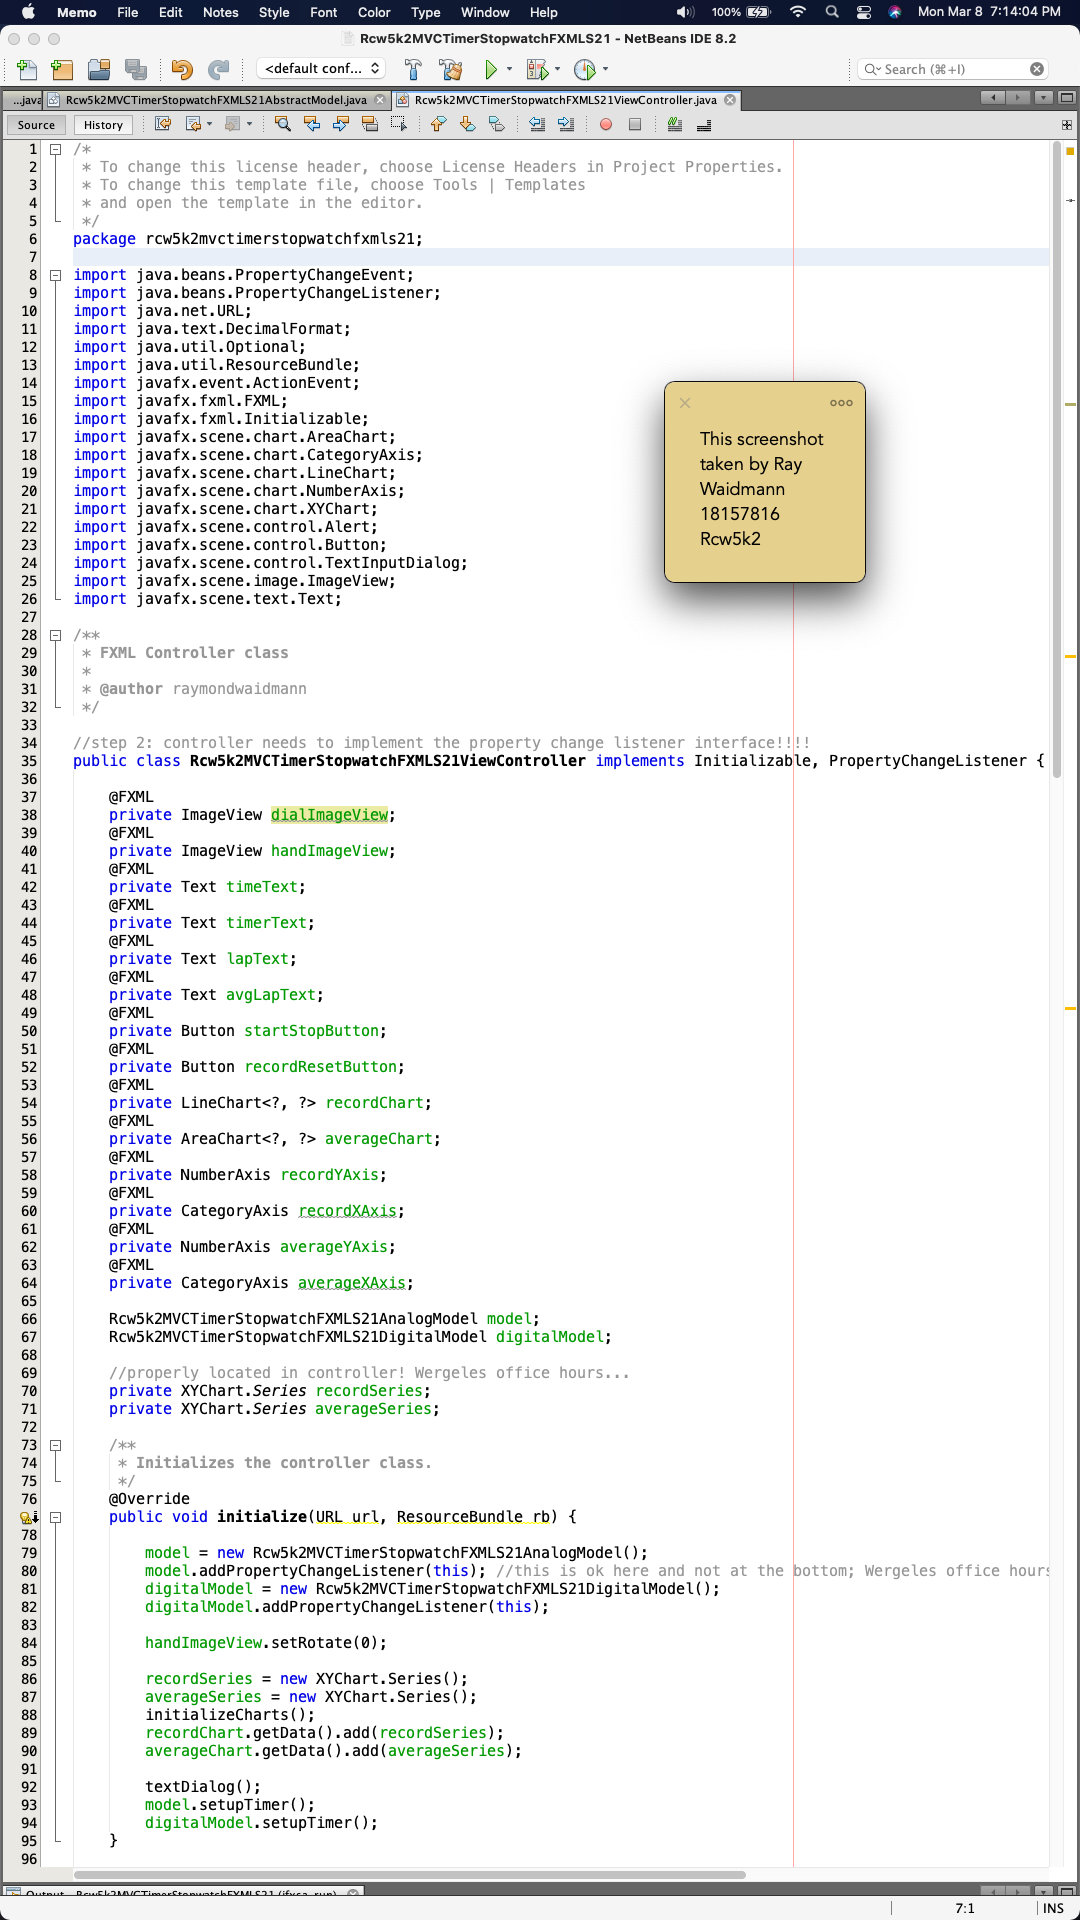 Memo File Edit Notes Style Font Color Type Window Help 100% Mon Mar 8 7:14:04 PM
Rcw5k2MVCTimerStopwatchFXMLS21 - NetBeans IDE 8.2
<default conf... Search (⌘+I)
...java Rcw5k2MVCTimerStopwatchFXMLS21AbstractModel.java Rcw5k2MVCTimerStopwatchFXMLS21ViewController.java
Source History
1 /*
2 * To change this license header, choose License Headers in Project Properties.
3 * To change this template file, choose Tools | Templates
4 * and open the template in the editor.
5 */
6 package rcw5k2mvctimerstopwatchfxmls21;
7
8 import java.beans.PropertyChangeEvent;
9 import java.beans.PropertyChangeListener;
10 import java.net.URL;
11 import java.text.DecimalFormat;
12 import java.util.Optional;
13 import java.util.ResourceBundle;
14 import javafx.event.ActionEvent;
15 import javafx.fxml.FXML;
16 import javafx.fxml.Initializable;
17 import javafx.scene.chart.AreaChart;
18 import javafx.scene.chart.CategoryAxis;
19 import javafx.scene.chart.LineChart;
20 import javafx.scene.chart.NumberAxis;
21 import javafx.scene.chart.XYChart;
22 import javafx.scene.control.Alert;
23 import javafx.scene.control.Button;
24 import javafx.scene.control.TextInputDialog;
25 import javafx.scene.image.ImageView;
26 import javafx.scene.text.Text;
27
28 /**
29 * FXML Controller class
30 *
31 * @author raymondwaidmann
32 */
33
34 //step 2: controller needs to implement the property change listener interface!!!!
35 public class Rcw5k2MVCTimerStopwatchFXMLS21ViewController implements Initializable, PropertyChangeListener {
36
37 @FXML
38 private ImageView dialImageView;
39 @FXML
40 private ImageView handImageView;
41 @FXML
42 private Text timeText;
43 @FXML
44 private Text timerText;
45 @FXML
46 private Text lapText;
47 @FXML
48 private Text avgLapText;
49 @FXML
50 private Button startStopButton;
51 @FXML
52 private Button recordResetButton;
53 @FXML
54 private LineChart<?, ?> recordChart;
55 @FXML
56 private AreaChart<?, ?> averageChart;
57 @FXML
58 private NumberAxis recordYAxis;
59 @FXML
60 private CategoryAxis recordXAxis;
61 @FXML
62 private NumberAxis averageYAxis;
63 @FXML
64 private CategoryAxis averageXAxis;
65
66 Rcw5k2MVCTimerStopwatchFXMLS21AnalogModel model;
67 Rcw5k2MVCTimerStopwatchFXMLS21DigitalModel digitalModel;
68
69 //properly located in controller! Wergeles office hours...
70 private XYChart.Series recordSeries;
71 private XYChart.Series averageSeries;
72
73 /**
74 * Initializes the controller class.
75 */
76 @Override
public void initialize(URL url, ResourceBundle rb) {
78
79 model = new Rcw5k2MVCTimerStopwatchFXMLS21AnalogModel();
80 model.addPropertyChangeListener(this); //this is ok here and not at the bottom; Wergeles office hours
81 digitalModel = new Rcw5k2MVCTimerStopwatchFXMLS21DigitalModel();
82 digitalModel.addPropertyChangeListener(this);
83
84 handImageView.setRotate(0);
85
86 recordSeries = new XYChart.Series();
87 averageSeries = new XYChart.Series();
88 initializeCharts();
89 recordChart.getData().add(recordSeries);
90 averageChart.getData().add(averageSeries);
91
92 textDialog();
93 model.setupTimer();
94 digitalModel.setupTimer();
95 }
96
This screenshot
taken by Ray
Waidmann
18157816
Rcw5k2
Output - Rcw5k2MVCTimerStopwatchFXMLS21 (jfxsa-run)
7:1 INS